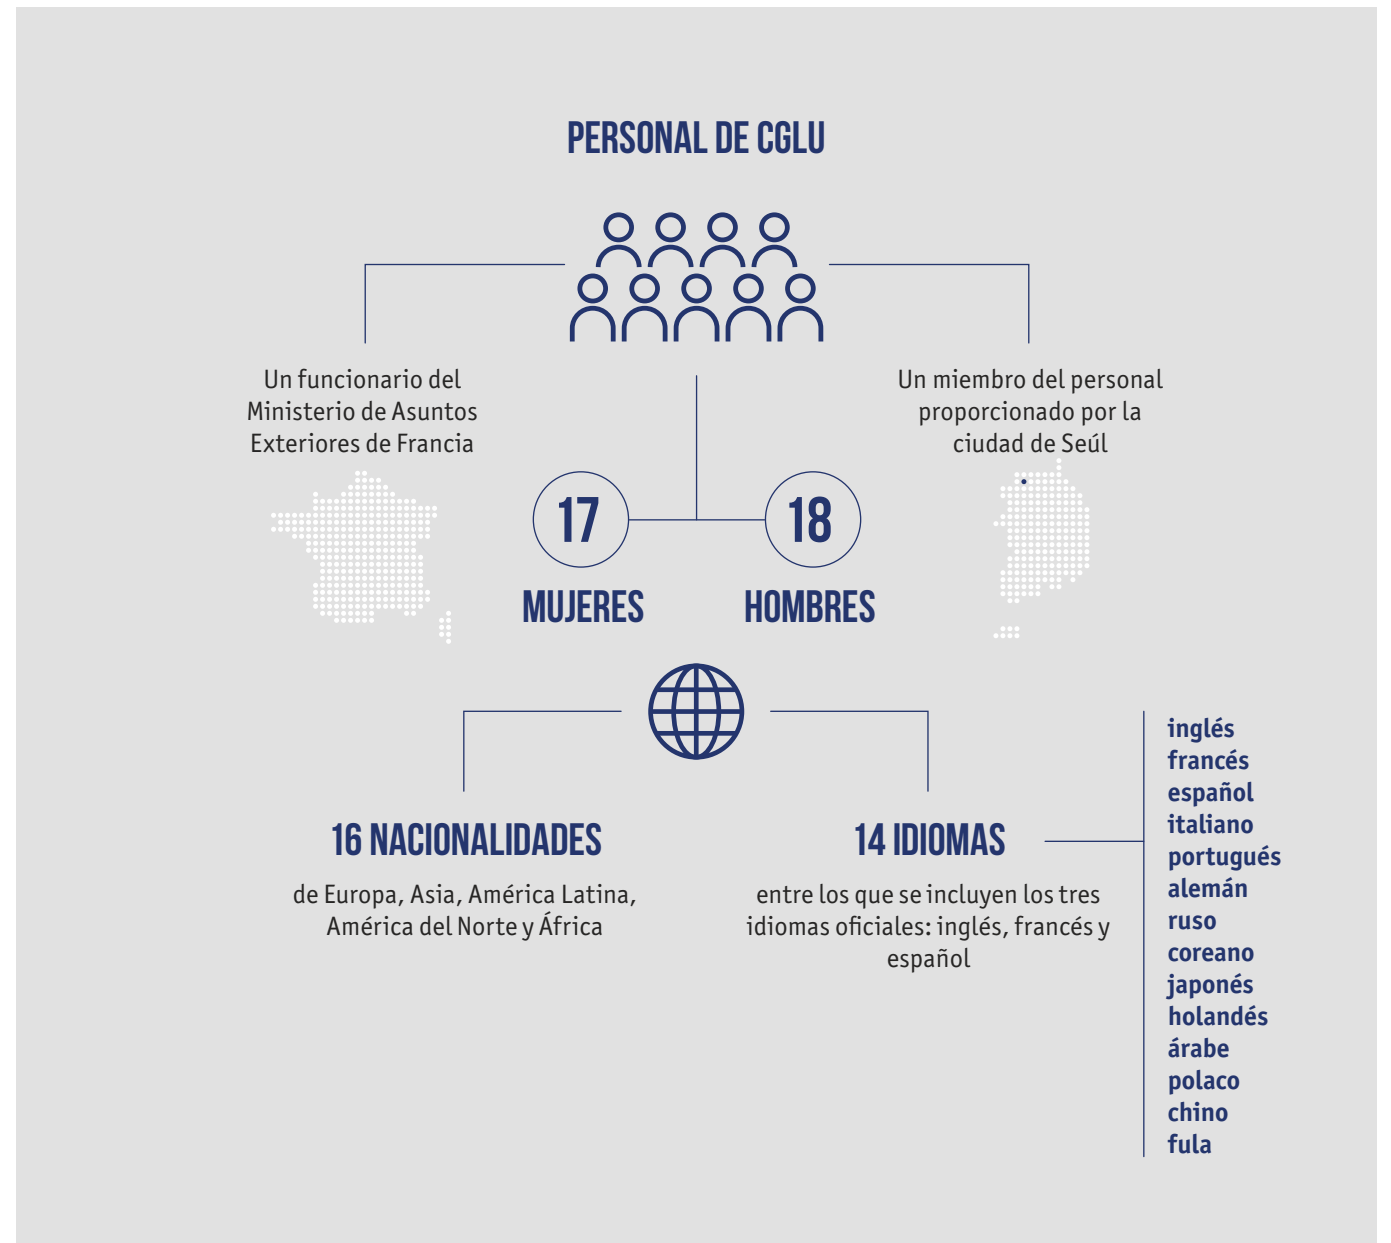 PERSONAL DE CGLU
Un funcionario del
Ministerio de Asuntos
Exteriores de Francia
Un miembro del personal
proporcionado por la
ciudad de Seúl
17
MUJERES
18
HOMBRES
16 NACIONALIDADES
de Europa, Asia, América Latina,
América del Norte y África
14 IDIOMAS
entre los que se incluyen los tres
idiomas oficiales: inglés, francés y
español
inglés
francés
español
italiano
portugués
alemán
ruso
coreano
japonés
holandés
árabe
polaco
chino
fula